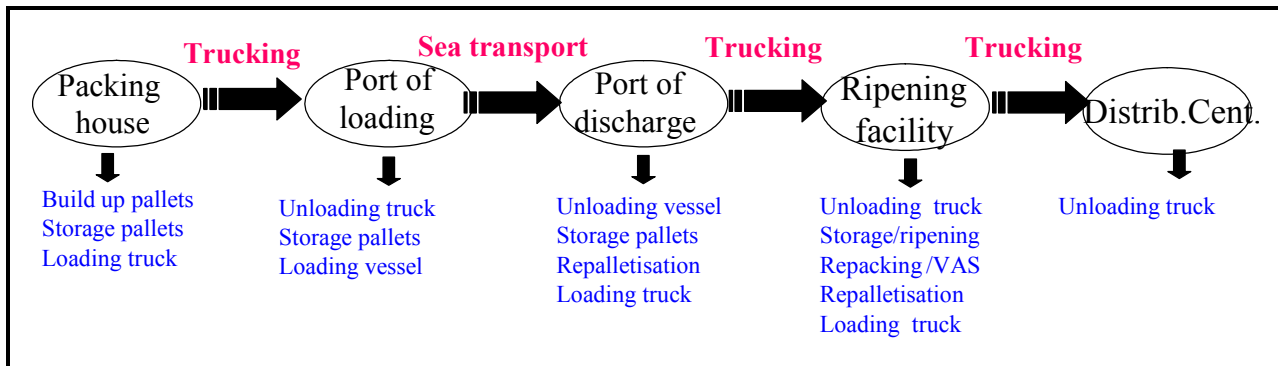 Trucking
Sea transport
Trucking
Trucking
Packing
house
Port of
loading
Port of
discharge
Ripening
facility
Distrib.Cent.
Build up pallets
Storage pallets
Loading truck
Unloading truck
Storage pallets
Loading vessel
Unloading vessel
Storage pallets
Repalletisation
Loading truck
Unloading truck
Storage/ripening
Repacking /VAS
Repalletisation
Loading truck
Unloading truck